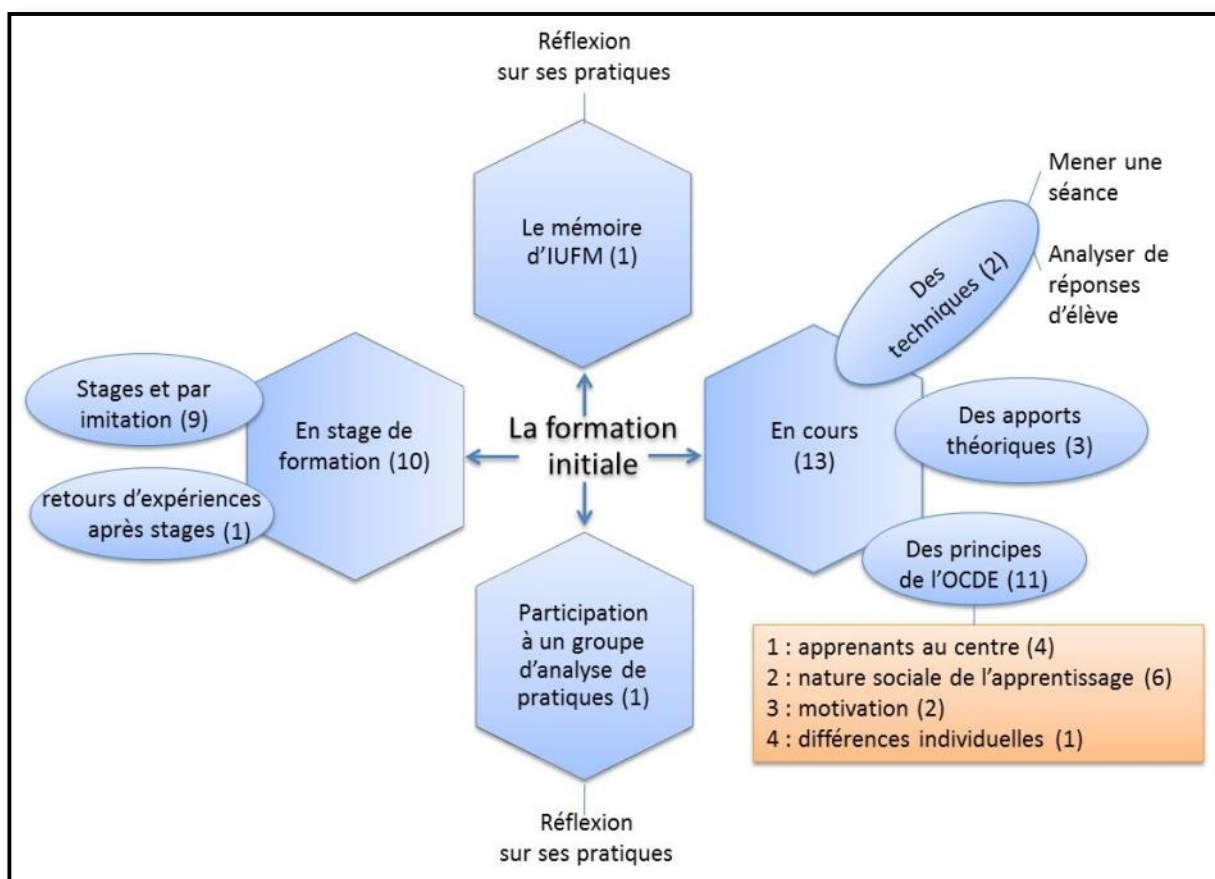 Réflexion
sur ses pratiques
Le mémoire
d’IUFM (1)
Mener une
séance
Analyser de
réponses
d’élève
Des
techniques (2)
Stages et par
imitation (9)
En stage de
formation (10)
retours d’expériences
après stages (1)
La formation
initiale
En cours
(13)
Des apports
théoriques (3)
Des principes
de l’OCDE (11)
1 : apprenants au centre (4)
2 : nature sociale de l’apprentissage (6)
3 : motivation (2)
4 : différences individuelles (1)
Participation
à un groupe
d’analyse de
pratiques (1)
Réflexion
sur ses pratiques